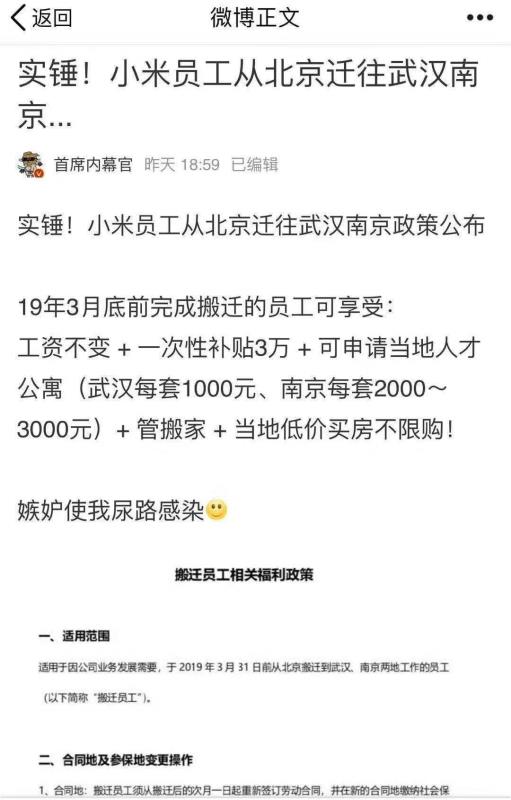 返回
微博正文
实锤！小米员工从北京迁往武汉南
京...
首席内幕官 昨天 18:59 已编辑
实锤！小米员工从北京迁往武汉南京政策公布
19年3月底前完成搬迁的员工可享受：
工资不变 + 一次性补贴3万 + 可申请当地人才
公寓（武汉每套1000元、南京每套2000～
3000元）+ 管搬家 + 当地低价买房不限购！
嫉妒使我尿路感染
搬迁员工相关福利政策
一、适用范围
适用于因公司业务发展需要，于 2019 年 3 月 31 日前从北京搬迁到武汉、南京两地工作的员工
（以下简称“搬迁员工”）。
二、合同地及参保地变更操作
1、合同地：搬迁员工须从搬迁后的次月一日起重新签订劳动合同，并在新的合同地缴纳社会保